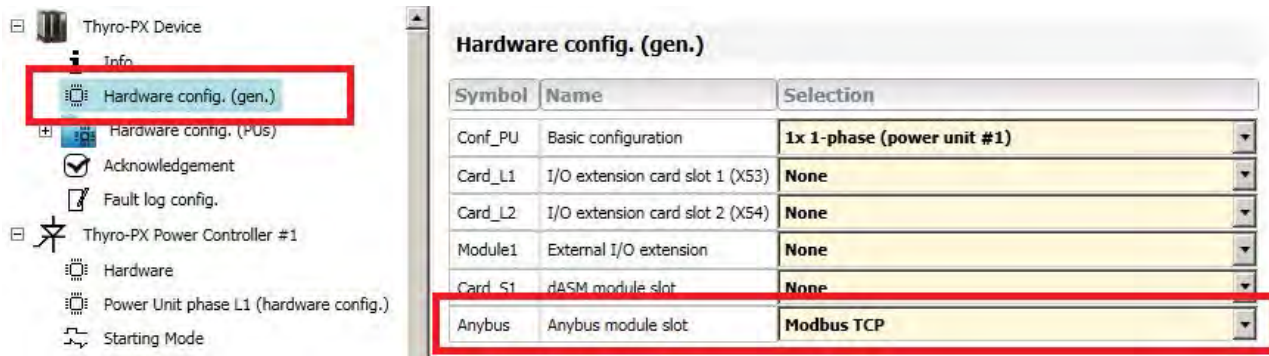 Thyro-PX Device
Info
Hardware config. (gen.)
Hardware config. (PUs)
Acknowledgement
Fault log config.
Thyro-PX Power Controller #1
Hardware
Power Unit phase L1 (hardware config.)
Starting Mode
Hardware config. (gen.)
Symbol Name Selection
Conf_PU Basic configuration 1x 1-phase (power unit #1)
Card_L1 I/O extension card slot 1 (X53) None
Card_L2 I/O extension card slot 2 (X54) None
Module1 External I/O extension None
Card_S1 dASM module slot None
Anybus Anybus module slot Modbus TCP